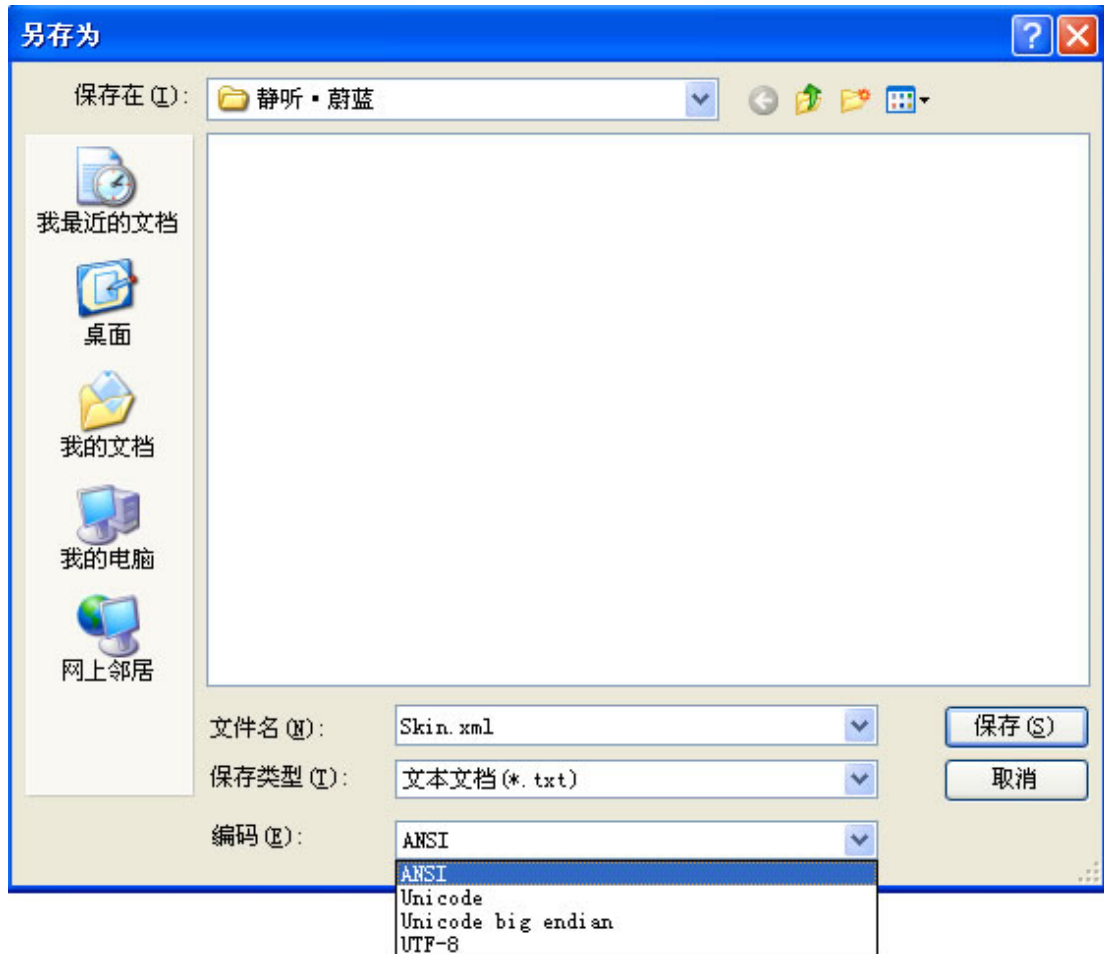 另存为
保存在(I):
静听·蔚蓝
我最近的文档
桌面
我的文档
我的电脑
网上邻居
文件名(N):
Skin.xml
保存(S)
保存类型(T):
文本文档(*.txt)
取消
编码(E):
ANSI
ANSI
Unicode
Unicode big endian
UTF-8